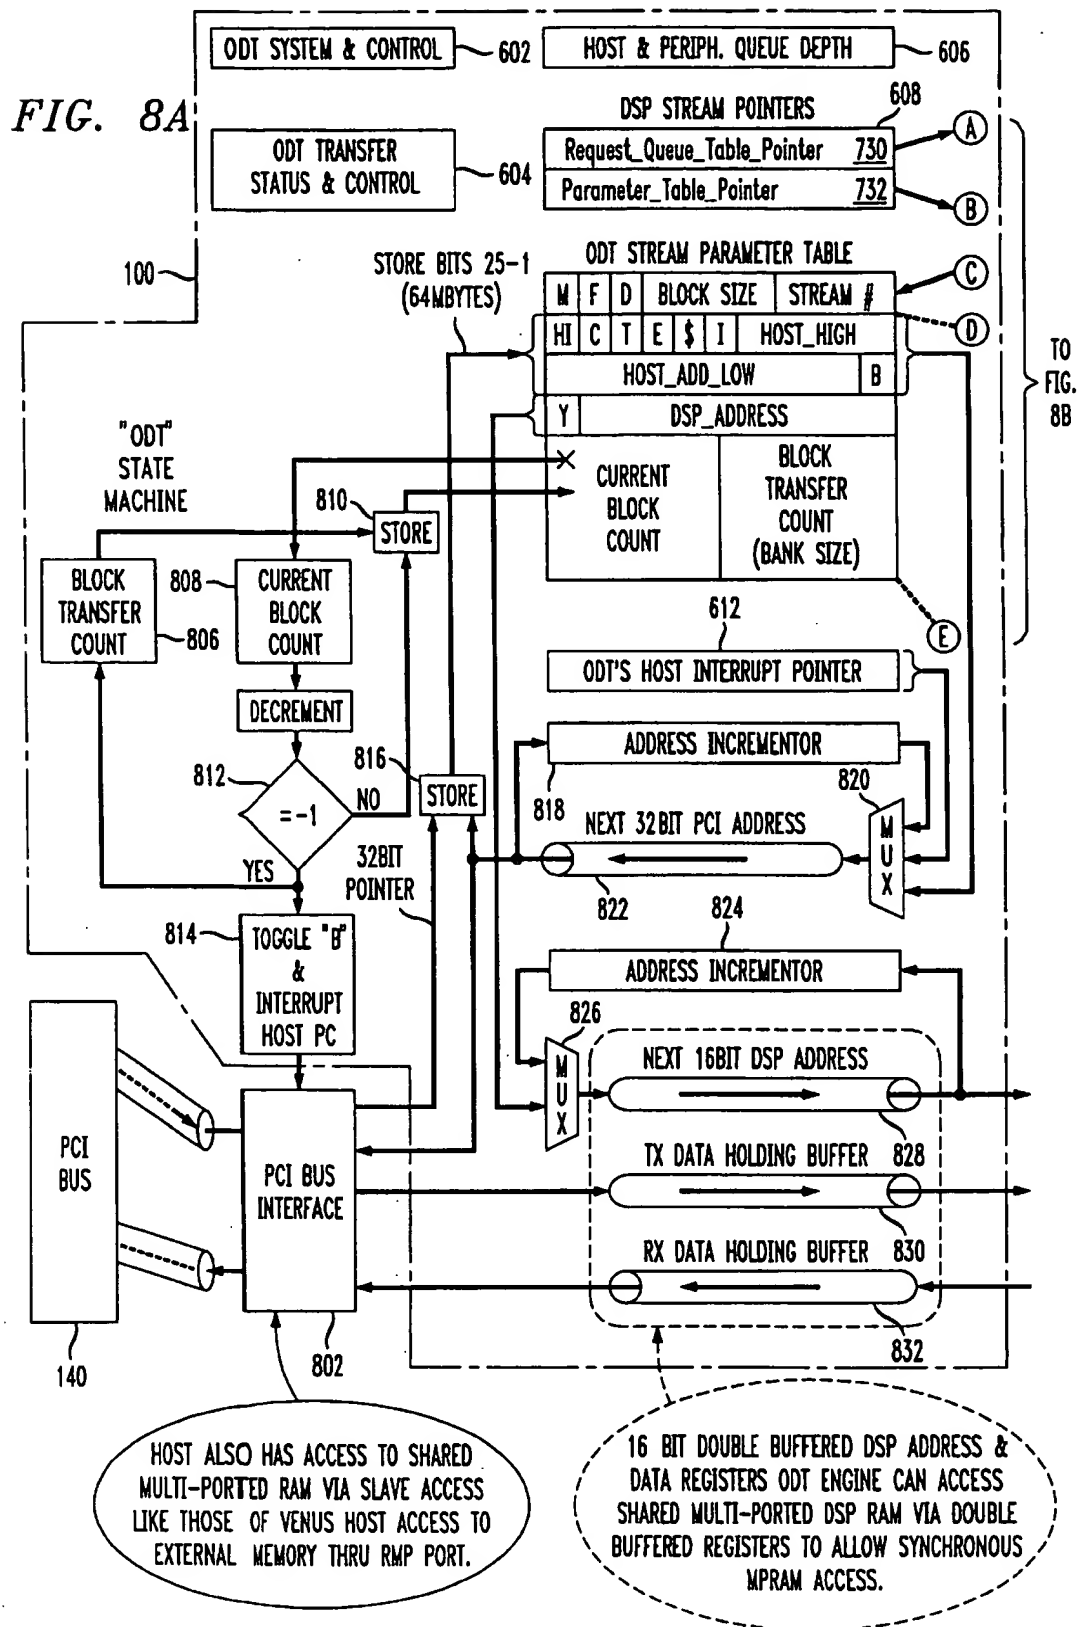 FIG. 8A
ODT SYSTEM & CONTROL
602
HOST & PERIPH. QUEUE DEPTH
606
ODT TRANSFER
STATUS & CONTROL
604
DSP STREAM POINTERS
608
Request_Queue_Table_Pointer 730
Parameter_Table_Pointer 732
A
B
100
STORE BITS 25-1
(64MBYTES)
ODT STREAM PARAMETER TABLE
M F D BLOCK SIZE STREAM #
HI C T E $ I HOST_HIGH
HOST_ADD_LOW B
Y DSP_ADDRESS
CURRENT
BLOCK
COUNT
BLOCK
TRANSFER
COUNT
(BANK SIZE)
C
D
E
TO
FIG.
8B
"ODT"
STATE
MACHINE
810
STORE
BLOCK
TRANSFER
COUNT
806
808
CURRENT
BLOCK
COUNT
DECREMENT
812
=-1
NO
YES
816
STORE
32BIT
POINTER
612
ODT'S HOST INTERRUPT POINTER
ADDRESS INCREMENTOR
818
820
MUX
NEXT 32BIT PCI ADDRESS
822
814
TOGGLE "B"
&
INTERRUPT
HOST PC
824
ADDRESS INCREMENTOR
826
MUX
NEXT 16BIT DSP ADDRESS
828
TX DATA HOLDING BUFFER
830
RX DATA HOLDING BUFFER
832
PCI
BUS
140
PCI BUS
INTERFACE
802
HOST ALSO HAS ACCESS TO SHARED
MULTI-PORTED RAM VIA SLAVE ACCESS
LIKE THOSE OF VENUS HOST ACCESS TO
EXTERNAL MEMORY THRU RMP PORT.
16 BIT DOUBLE BUFFERED DSP ADDRESS &
DATA REGISTERS ODT ENGINE CAN ACCESS
SHARED MULTI-PORTED DSP RAM VIA DOUBLE
BUFFERED REGISTERS TO ALLOW SYNCHRONOUS
MPRAM ACCESS.